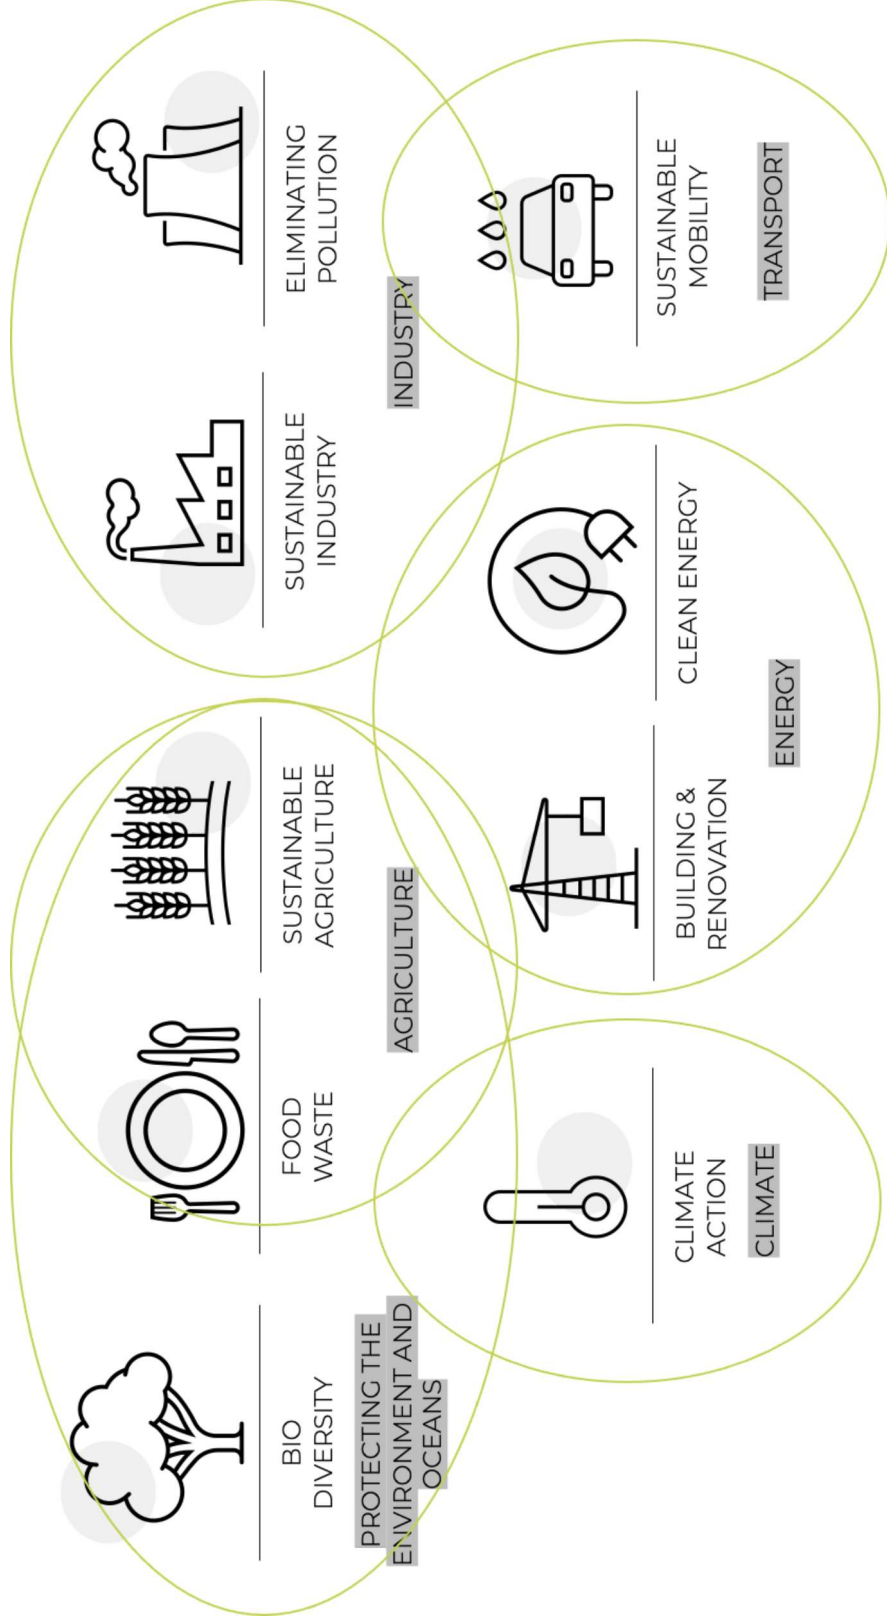 BIO
DIVERSITY
PROTECTING THE
ENVIRONMENT AND
OCEANS
FOOD
WASTE
SUSTAINABLE
AGRICULTURE
AGRICULTURE
SUSTAINABLE
INDUSTRY
ELIMINATING
POLLUTION
INDUSTRY
CLIMATE
ACTION
CLIMATE
BUILDING &
RENOVATION
CLEAN ENERGY
ENERGY
SUSTAINABLE
MOBILITY
TRANSPORT